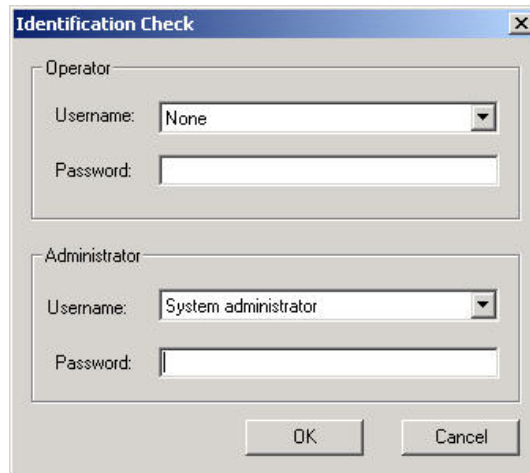 Identification Check
Operator
Username: None
Password:
Administrator
Username: System administrator
Password:
OK Cancel